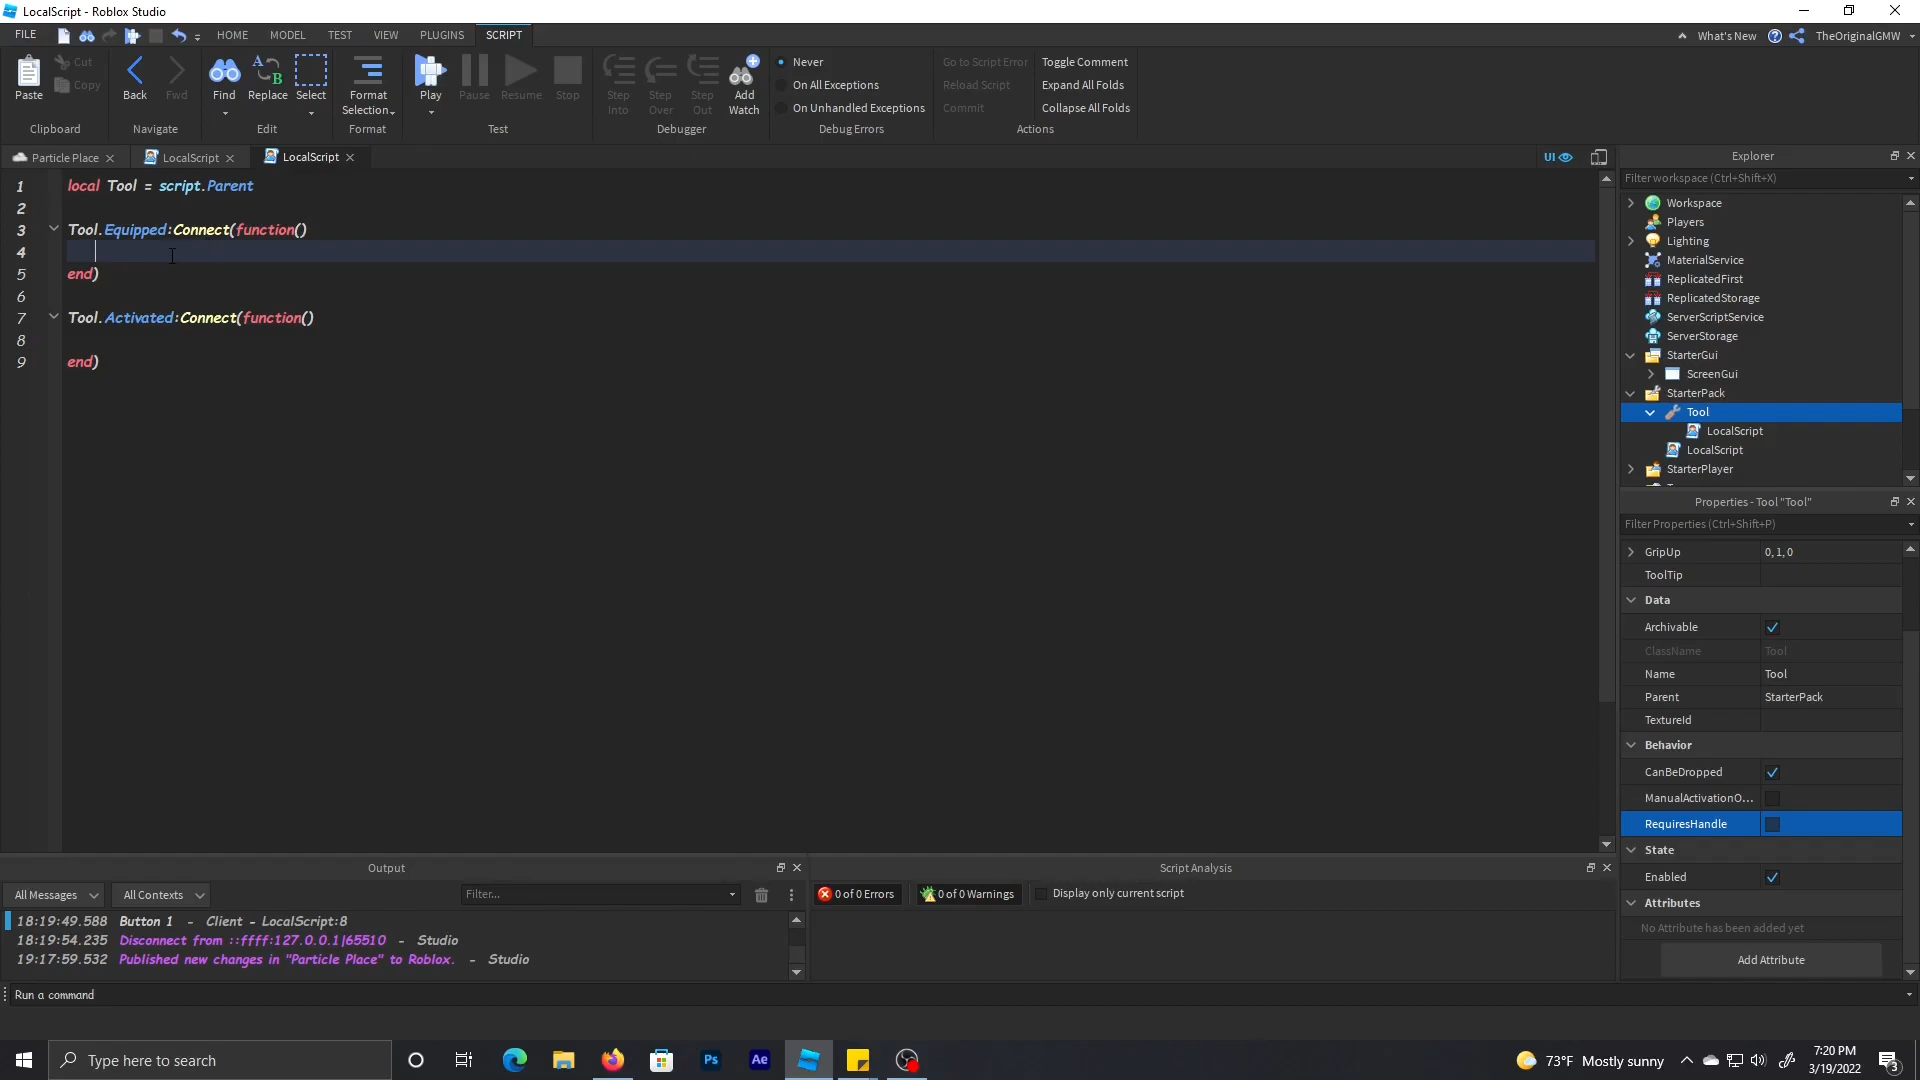 LocalScript - Roblox Studio
FILE HOME MODEL TEST VIEW PLUGINS SCRIPT What's New TheOriginalGMW
Paste Cut Copy
Clipboard
Back Fwd
Navigate
Find Replace Select
Edit
Format Selection
Format
Play Pause Resume Stop
Test
Step Into Step Over Step Out Add Watch
Debugger
Never
On All Exceptions
On Unhandled Exceptions
Debug Errors
Go to Script Error
Reload Script
Commit
Toggle Comment
Expand All Folds
Collapse All Folds
Actions
Particle Place LocalScript LocalScript UI
1 local Tool = script.Parent
2
3 Tool.Equipped:Connect(function()
4
5 end)
6
7 Tool.Activated:Connect(function()
8
9 end)
Explorer
Filter workspace (Ctrl+Shift+X)
Workspace
Players
Lighting
MaterialService
ReplicatedFirst
ReplicatedStorage
ServerScriptService
ServerStorage
StarterGui
ScreenGui
StarterPack
Tool
LocalScript
LocalScript
StarterPlayer
Properties - Tool "Tool"
Filter Properties (Ctrl+Shift+P)
GripUp 0, 1, 0
ToolTip
Data
Archivable
ClassName Tool
Name Tool
Parent StarterPack
TextureId
Behavior
CanBeDropped
ManualActivationO...
RequiresHandle
State
Enabled
Attributes
No Attribute has been added yet
Add Attribute
Output
All Messages All Contexts Filter...
18:19:49.588 Button 1 - Client - LocalScript:8
18:19:54.235 Disconnect from ::ffff:127.0.0.1|65510 - Studio
19:17:59.532 Published new changes in "Particle Place" to Roblox. - Studio
Script Analysis
0 of 0 Errors 0 of 0 Warnings Display only current script
Run a command
Type here to search
Ps Ae
73°F Mostly sunny
7:20 PM
3/19/2022
3